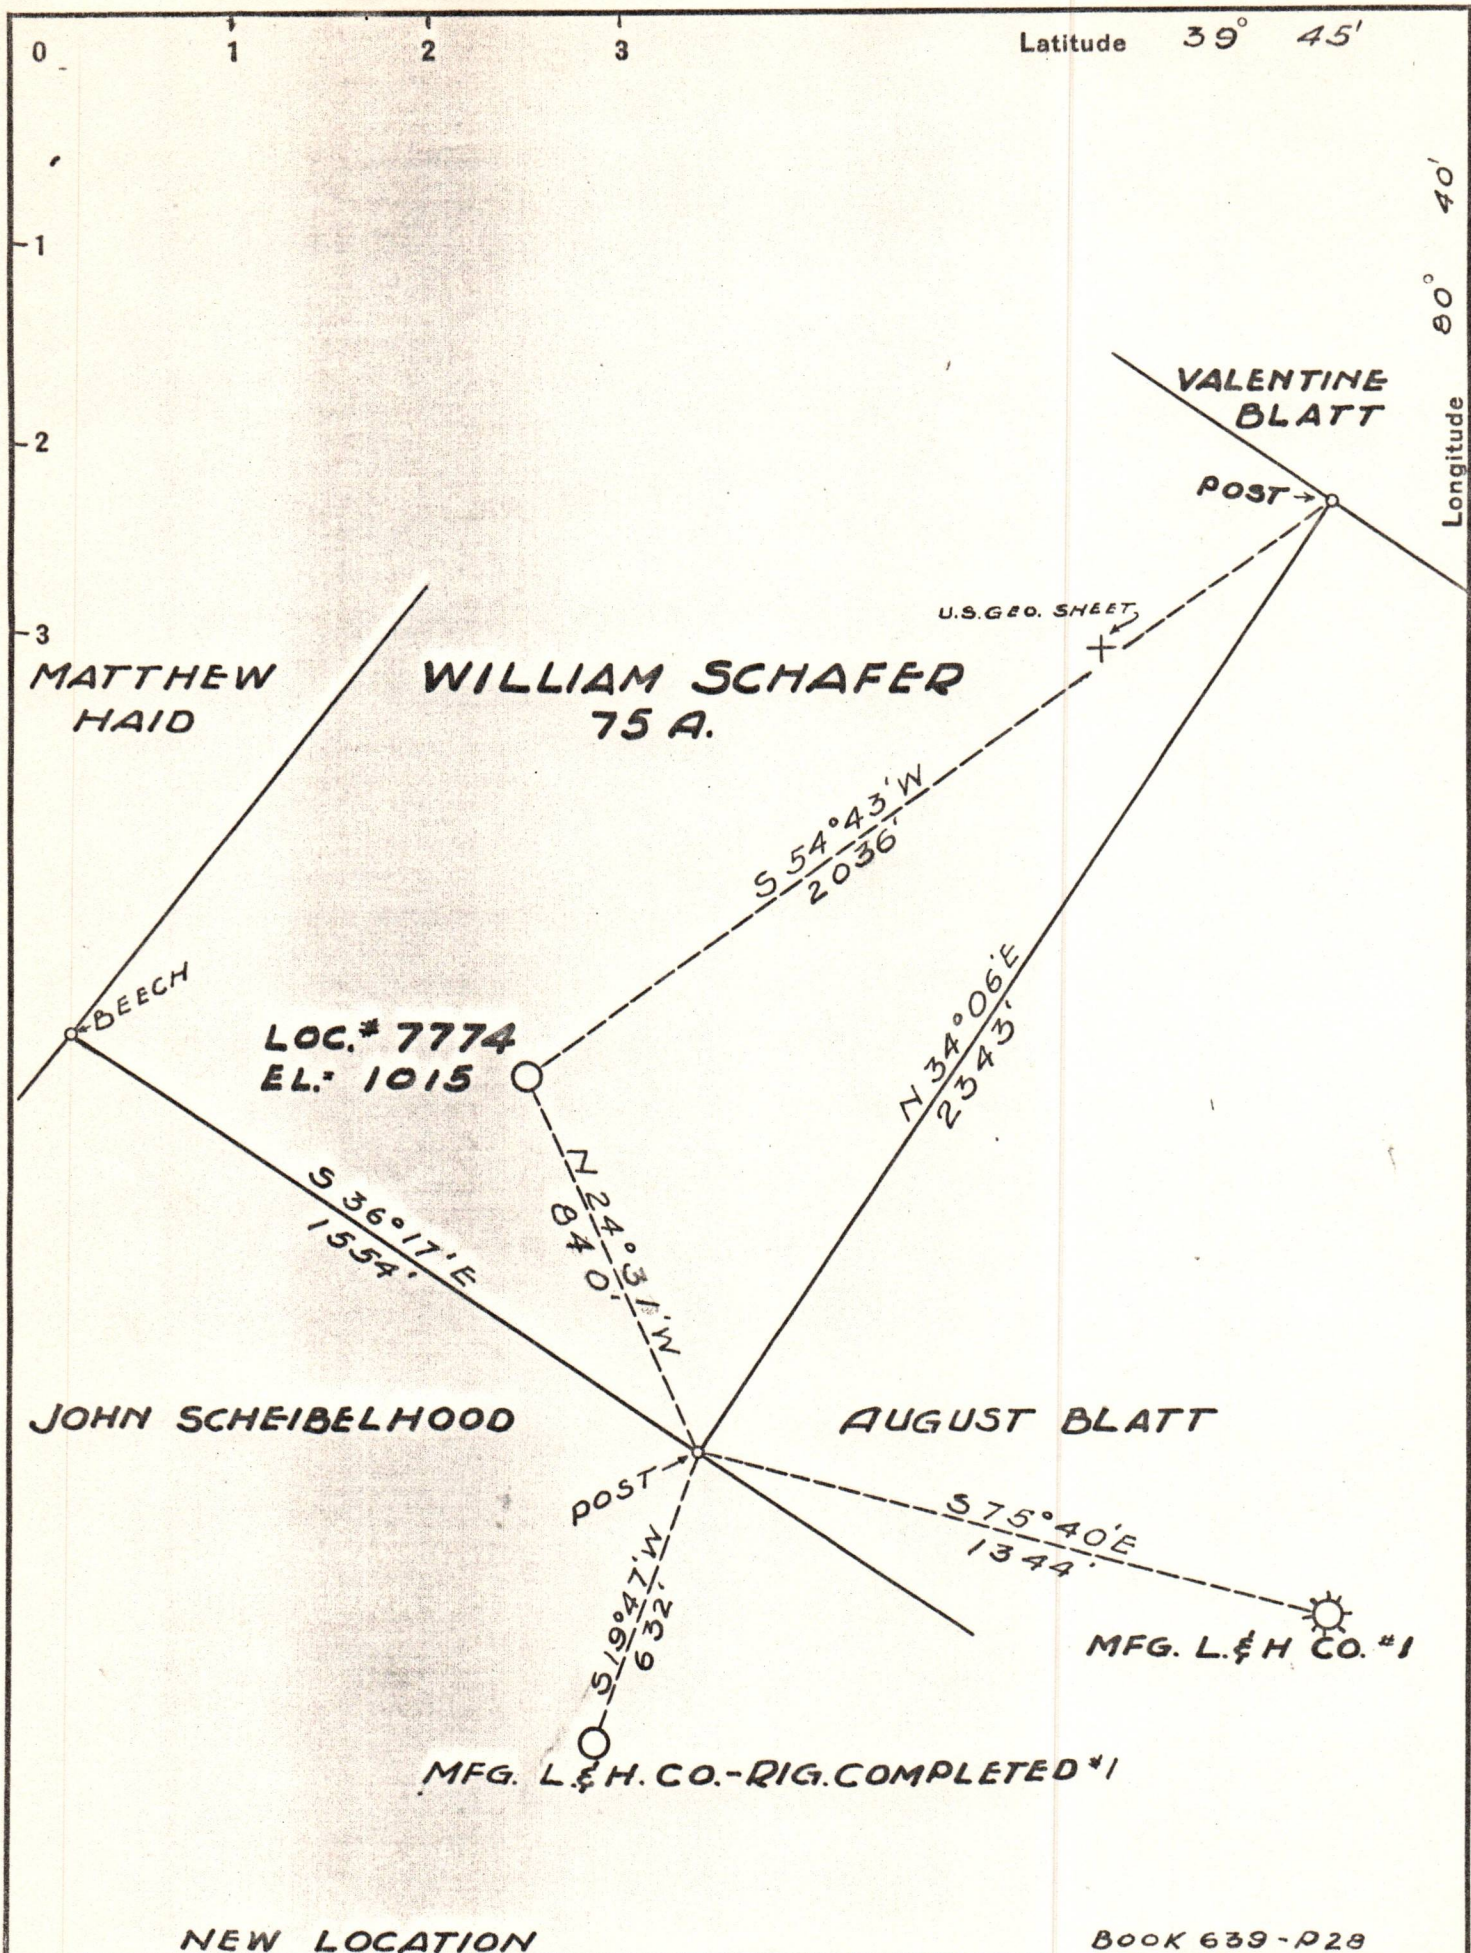 0 1 2 3 Latitude 39° 45'
1
2
3
Longitude 80° 40'
VALENTINE
BLATT
POST
U.S.GEO. SHEET
MATTHEW
HAID
WILLIAM SCHAFER
75 A.
S 54°43'W
2036'
BEECH
LOC.# 7774
EL.= 1015
N 34°06'E
2343'
S 36°17'E
1554'
N 24°31'W
840'
JOHN SCHEIBELHOOD
AUGUST BLATT
POST
S 75°40'E
1344'
S 19°47'W
632'
MFG. L. & H CO. #1
MFG. L. & H. CO.-RIG. COMPLETED #1
NEW LOCATION
BOOK 639-P28